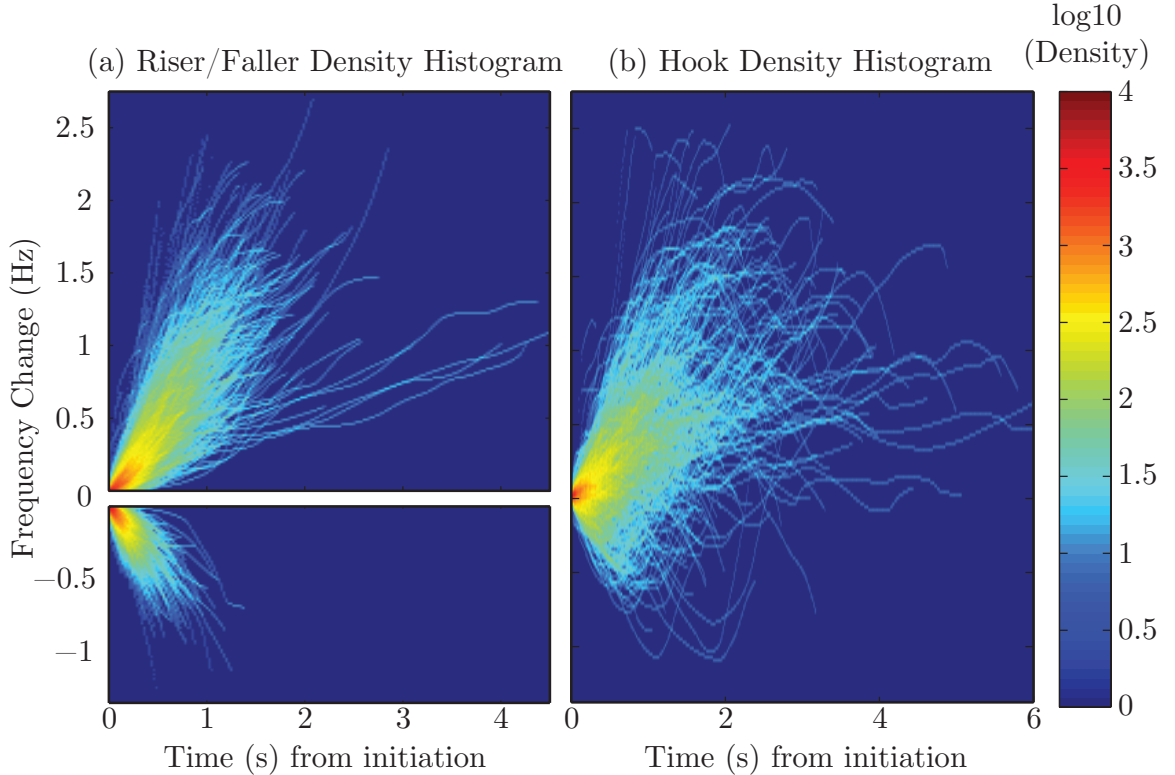 log10
(Density)
(a) Riser/Faller Density Histogram
(b) Hook Density Histogram
Frequency Change (Hz)
2.5
2
1.5
1
0.5
0
−0.5
−1
0 1 2 3 4
Time (s) from initiation
0 2 4 6
Time (s) from initiation
4
3.5
3
2.5
2
1.5
1
0.5
0